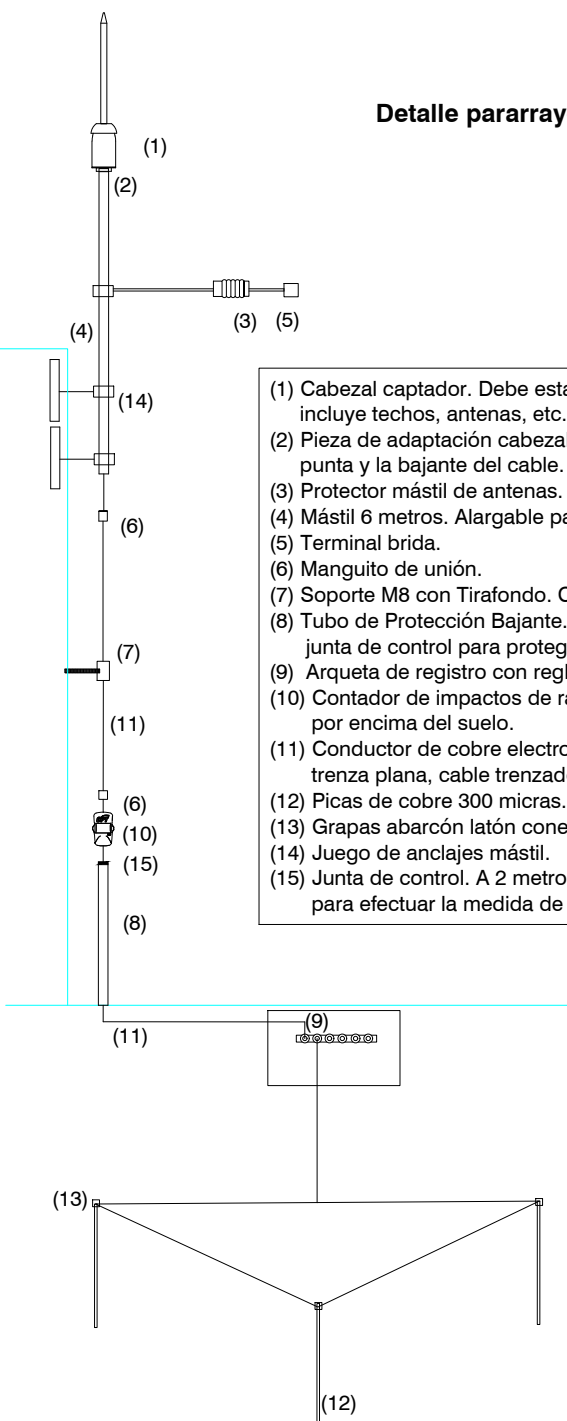 Detalle pararray
(1)
(2)
(3) (5)
(4)
(14)
(1) Cabezal captador. Debe esta
incluye techos, antenas, etc.
(2) Pieza de adaptación cabezal
punta y la bajante del cable.
(3) Protector mástil de antenas.
(4) Mástil 6 metros. Alargable pa
(5) Terminal brida.
(6) Manguito de unión.
(7) Soporte M8 con Tirafondo. C
(8) Tubo de Protección Bajante.
junta de control para proteg
(9) Arqueta de registro con regl
(10) Contador de impactos de ra
por encima del suelo.
(11) Conductor de cobre electro
trenza plana, cable trenzado
(12) Picas de cobre 300 micras.
(13) Grapas abarcón latón cone
(14) Juego de anclajes mástil.
(15) Junta de control. A 2 metro
para efectuar la medida de
(6)
(7)
(11)
(6)
(10)
(15)
(8)
(9)
(11)
(13)
(12)